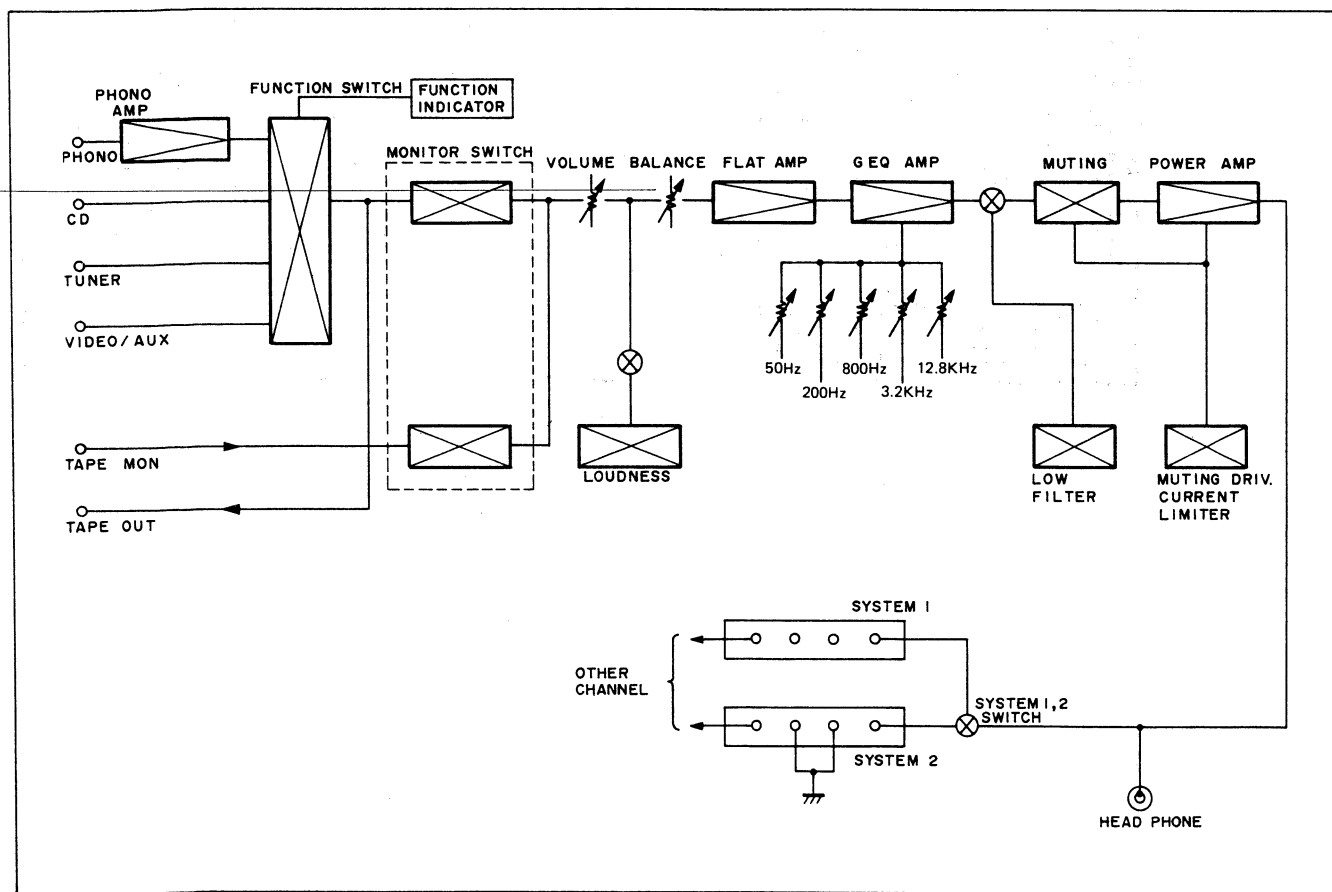 PHONO
AMP
PHONO
FUNCTION SWITCH
FUNCTION
INDICATOR
CD
TUNER
VIDEO/AUX
MONITOR SWITCH
VOLUME
BALANCE
FLAT AMP
GEQ AMP
MUTING
POWER AMP
50Hz
200Hz
800Hz
3.2KHz
12.8KHz
TAPE MON
TAPE OUT
LOUDNESS
LOW
FILTER
MUTING DRIV.
CURRENT
LIMITER
SYSTEM 1
OTHER
CHANNEL
SYSTEM 1,2
SWITCH
SYSTEM 2
HEAD PHONE